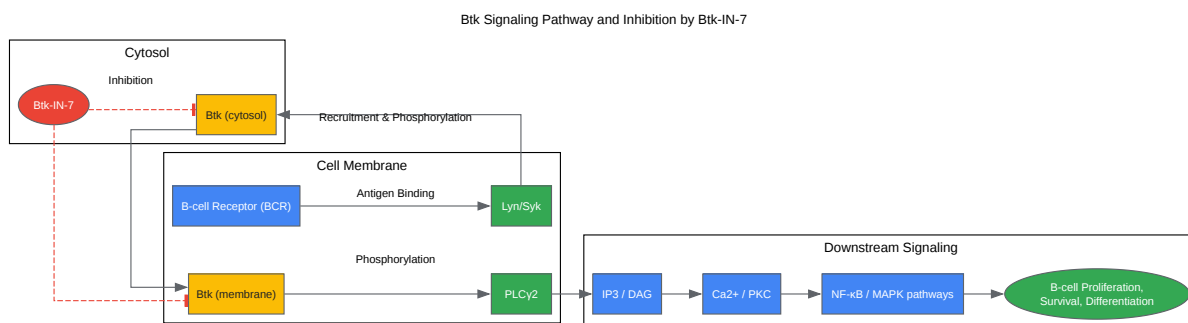 Btk Signaling Pathway and Inhibition by Btk-IN-7
Cytosol
Inhibition
Btk-IN-7
Btk (cytosol)
Recruitment & Phosphorylation
Cell Membrane
B-cell Receptor (BCR)
Antigen Binding
Lyn/Syk
Phosphorylation
Btk (membrane)
PLCγ2
Downstream Signaling
IP3 / DAG
Ca2+ / PKC
NF-κB / MAPK pathways
B-cell Proliferation,
Survival, Differentiation